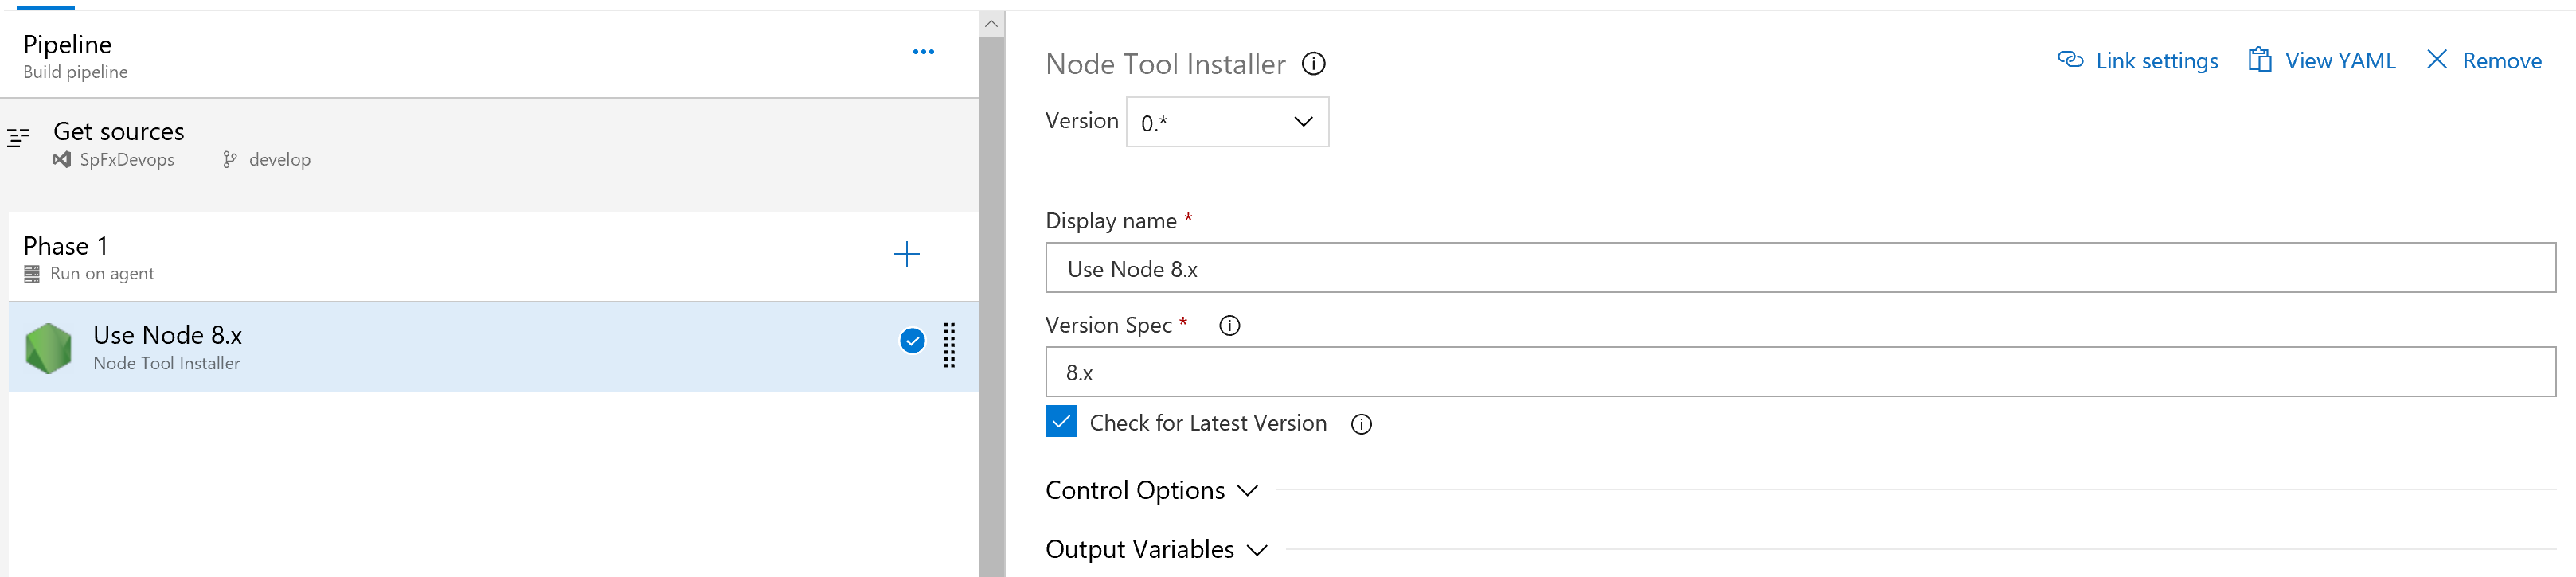 Pipeline
Build pipeline
Get sources
SpFxDevops develop
Phase 1
Run on agent
Use Node 8.x
Node Tool Installer
Node Tool Installer
Link settings View YAML Remove
Version 0.*
Display name *
Use Node 8.x
Version Spec *
8.x
Check for Latest Version
Control Options
Output Variables